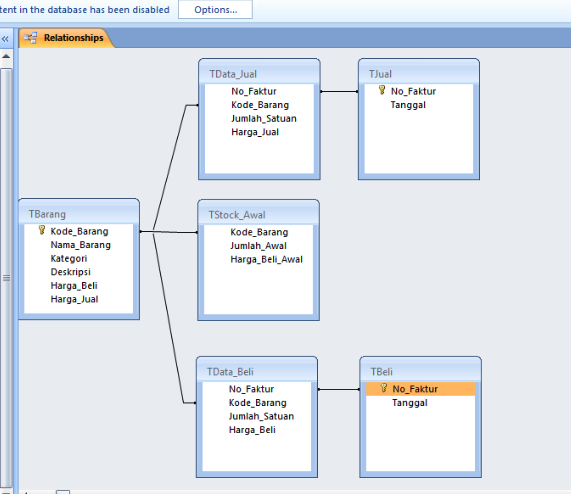 tent in the database has been disabled Options...
« Relationships
TData_Jual
No_Faktur
Kode_Barang
Jumlah_Satuan
Harga_Jual
TJual
No_Faktur
Tanggal
TBarang
Kode_Barang
Nama_Barang
Kategori
Deskripsi
Harga_Beli
Harga_Jual
TStock_Awal
Kode_Barang
Jumlah_Awal
Harga_Beli_Awal
TData_Beli
No_Faktur
Kode_Barang
Jumlah_Satuan
Harga_Beli
TBeli
No_Faktur
Tanggal